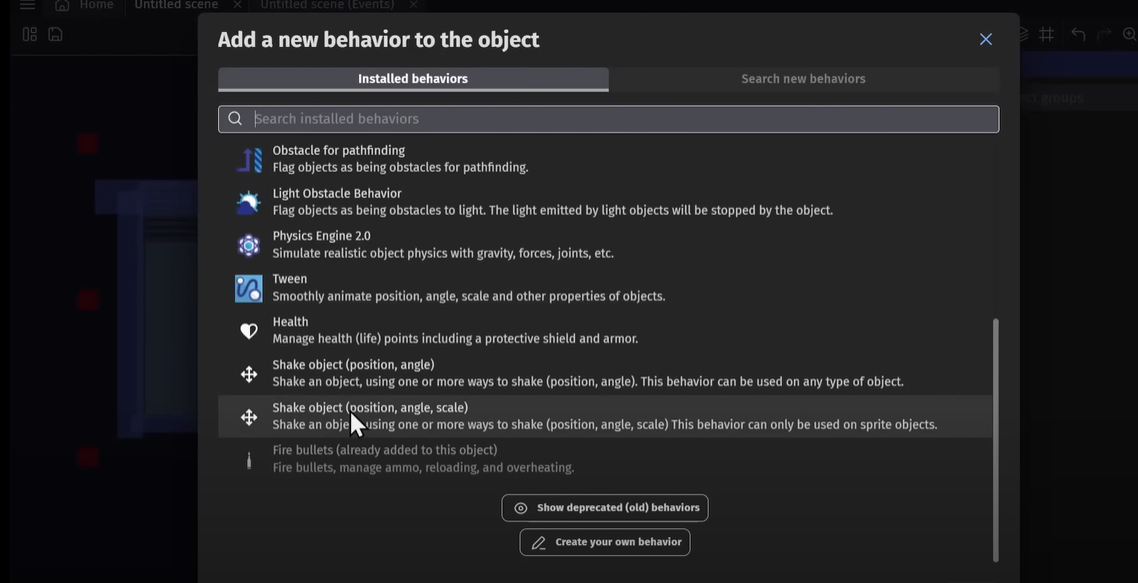 Home
Untitled scene
Untitled scene (Events)
Add a new behavior to the object
Installed behaviors
Search new behaviors
Search installed behaviors
Obstacle for pathfinding
Flag objects as being obstacles for pathfinding.
Light Obstacle Behavior
Flag objects as being obstacles to light. The light emitted by light objects will be stopped by the object.
Physics Engine 2.0
Simulate realistic object physics with gravity, forces, joints, etc.
Tween
Smoothly animate position, angle, scale and other properties of objects.
Health
Manage health (life) points including a protective shield and armor.
Shake object (position, angle)
Shake an object, using one or more ways to shake (position, angle). This behavior can be used on any type of object.
Shake object (position, angle, scale)
Shake an using one or more ways to shake (position, angle, scale) This behavior can only be used on sprite objects.
Fire bullets (already added to this object)
Fire bullets, manage ammo, reloading, and overheating.
Show deprecated (old) behaviors
Create your own behavior
groups